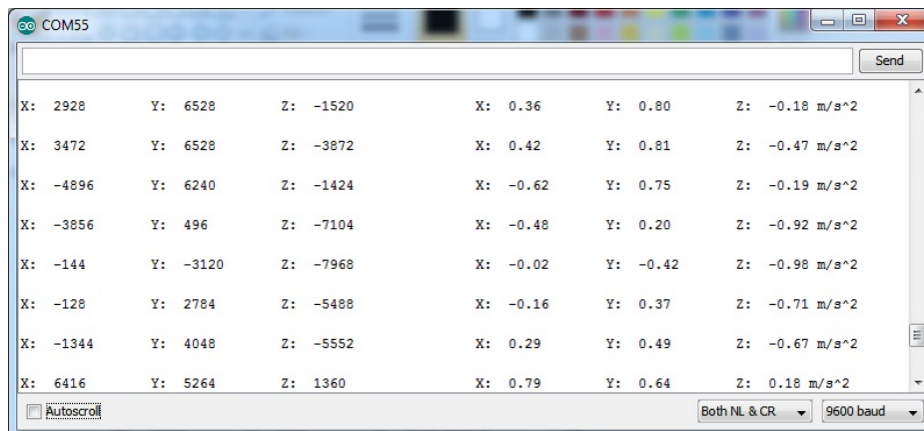 COM55
Send
X: 2928 Y: 6528 Z: -1520 X: 0.36 Y: 0.80 Z: -0.18 m/s^2
X: 3472 Y: 6528 Z: -3872 X: 0.42 Y: 0.81 Z: -0.47 m/s^2
X: -4896 Y: 6240 Z: -1424 X: -0.62 Y: 0.75 Z: -0.19 m/s^2
X: -3856 Y: 496 Z: -7104 X: -0.48 Y: 0.20 Z: -0.92 m/s^2
X: -144 Y: -3120 Z: -7968 X: -0.02 Y: -0.42 Z: -0.98 m/s^2
X: -128 Y: 2784 Z: -5488 X: -0.16 Y: 0.37 Z: -0.71 m/s^2
X: -1344 Y: 4048 Z: -5552 X: 0.29 Y: 0.49 Z: -0.67 m/s^2
X: 6416 Y: 5264 Z: 1360 X: 0.79 Y: 0.64 Z: 0.18 m/s^2
Autoscroll Both NL & CR 9600 baud